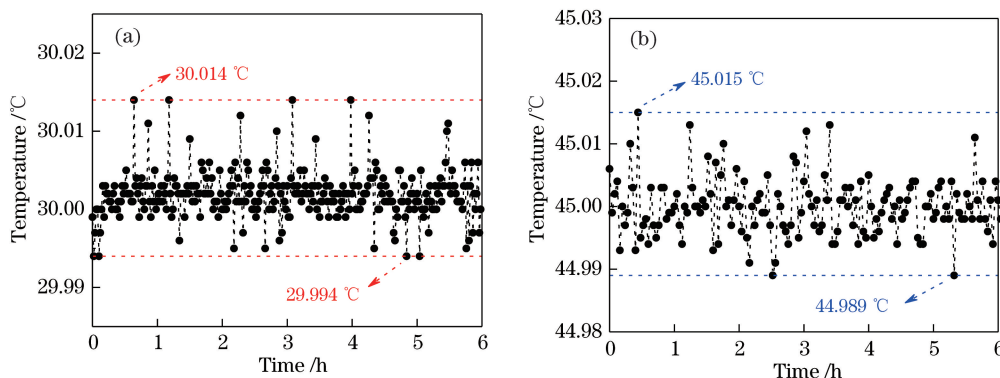 (a)
30.02
30.01
30.00
29.99
Temperature /℃
30.014 ℃
29.994 ℃
0 1 2 3 4 5 6
Time /h
(b)
45.03
45.02
45.01
45.00
44.99
44.98
Temperature /℃
45.015 ℃
44.989 ℃
0 1 2 3 4 5 6
Time /h